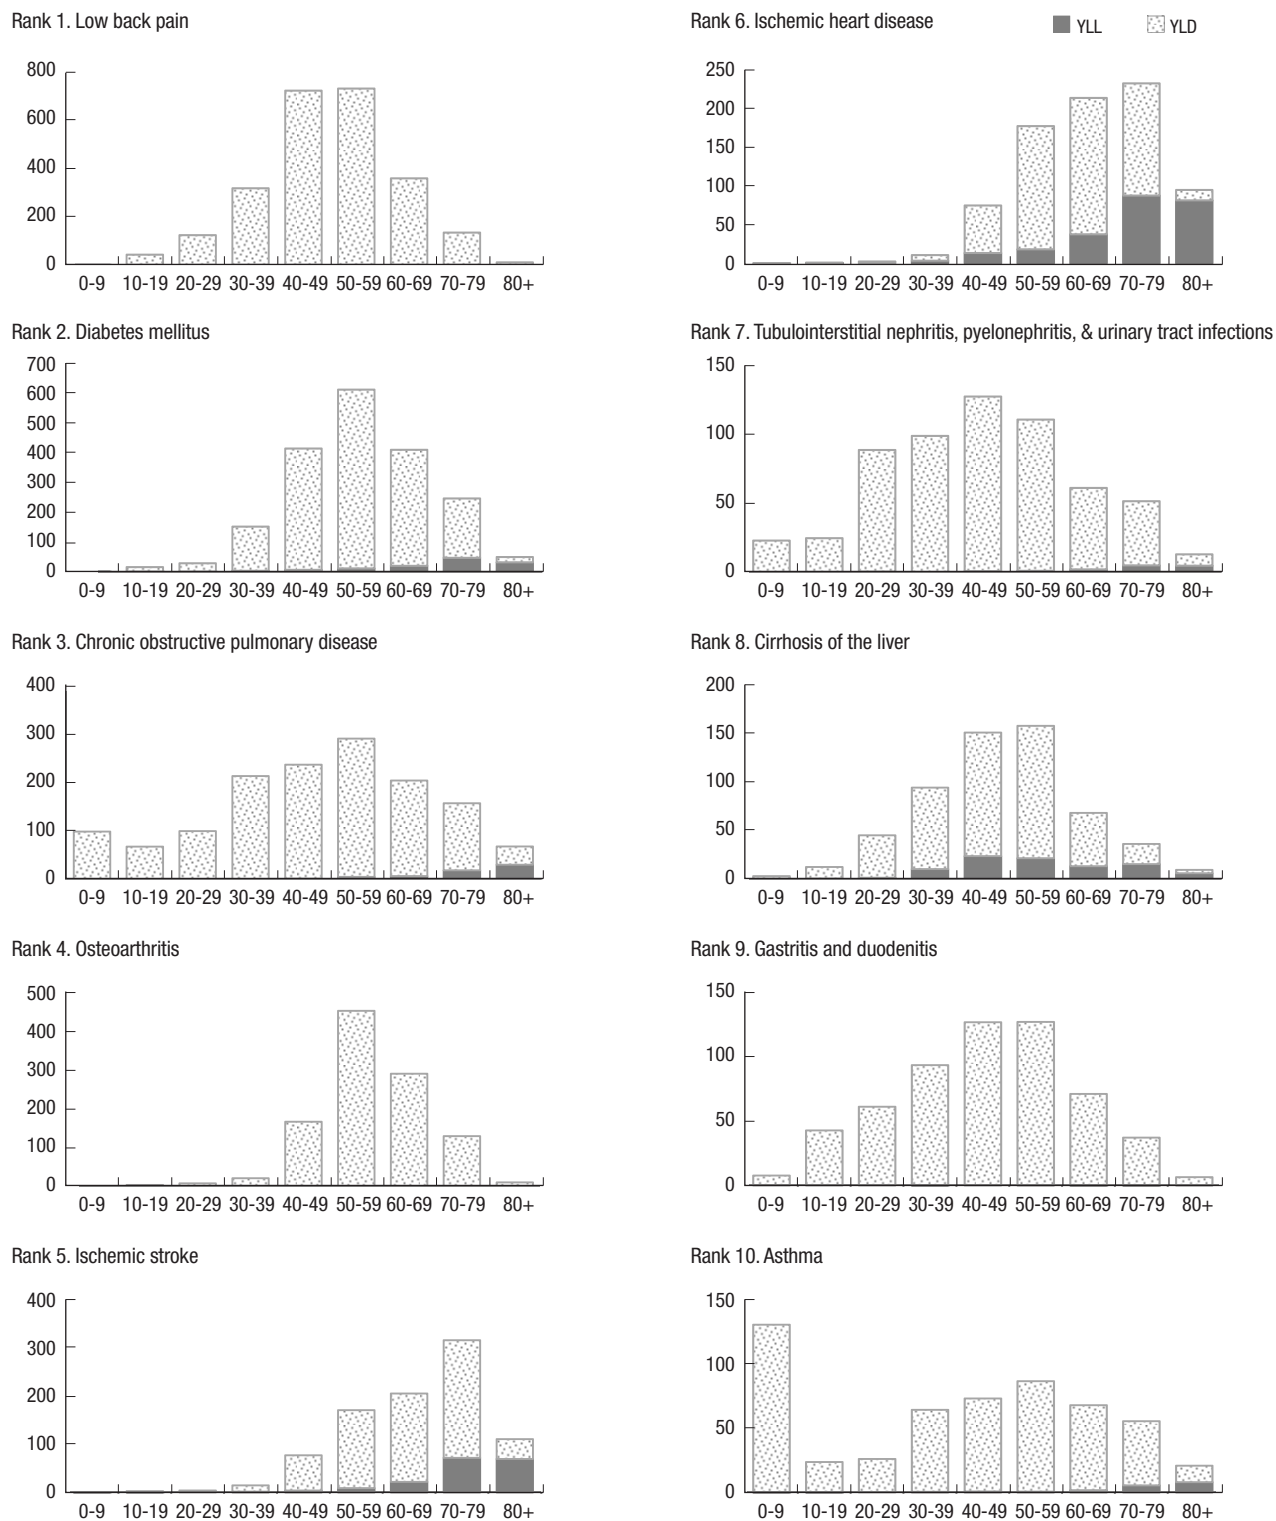 Rank 1. Low back pain
800
600
400
200
0
0-9 10-19 20-29 30-39 40-49 50-59 60-69 70-79 80+
Rank 2. Diabetes mellitus
700
600
500
400
300
200
100
0
0-9 10-19 20-29 30-39 40-49 50-59 60-69 70-79 80+
Rank 3. Chronic obstructive pulmonary disease
400
300
200
100
0
0-9 10-19 20-29 30-39 40-49 50-59 60-69 70-79 80+
Rank 4. Osteoarthritis
500
400
300
200
100
0
0-9 10-19 20-29 30-39 40-49 50-59 60-69 70-79 80+
Rank 5. Ischemic stroke
400
300
200
100
0
0-9 10-19 20-29 30-39 40-49 50-59 60-69 70-79 80+
Rank 6. Ischemic heart disease
YLL YLD
250
200
150
100
50
0
0-9 10-19 20-29 30-39 40-49 50-59 60-69 70-79 80+
Rank 7. Tubulointerstitial nephritis, pyelonephritis, & urinary tract infections
150
100
50
0
0-9 10-19 20-29 30-39 40-49 50-59 60-69 70-79 80+
Rank 8. Cirrhosis of the liver
200
150
100
50
0
0-9 10-19 20-29 30-39 40-49 50-59 60-69 70-79 80+
Rank 9. Gastritis and duodenitis
150
100
50
0
0-9 10-19 20-29 30-39 40-49 50-59 60-69 70-79 80+
Rank 10. Asthma
150
100
50
0
0-9 10-19 20-29 30-39 40-49 50-59 60-69 70-79 80+